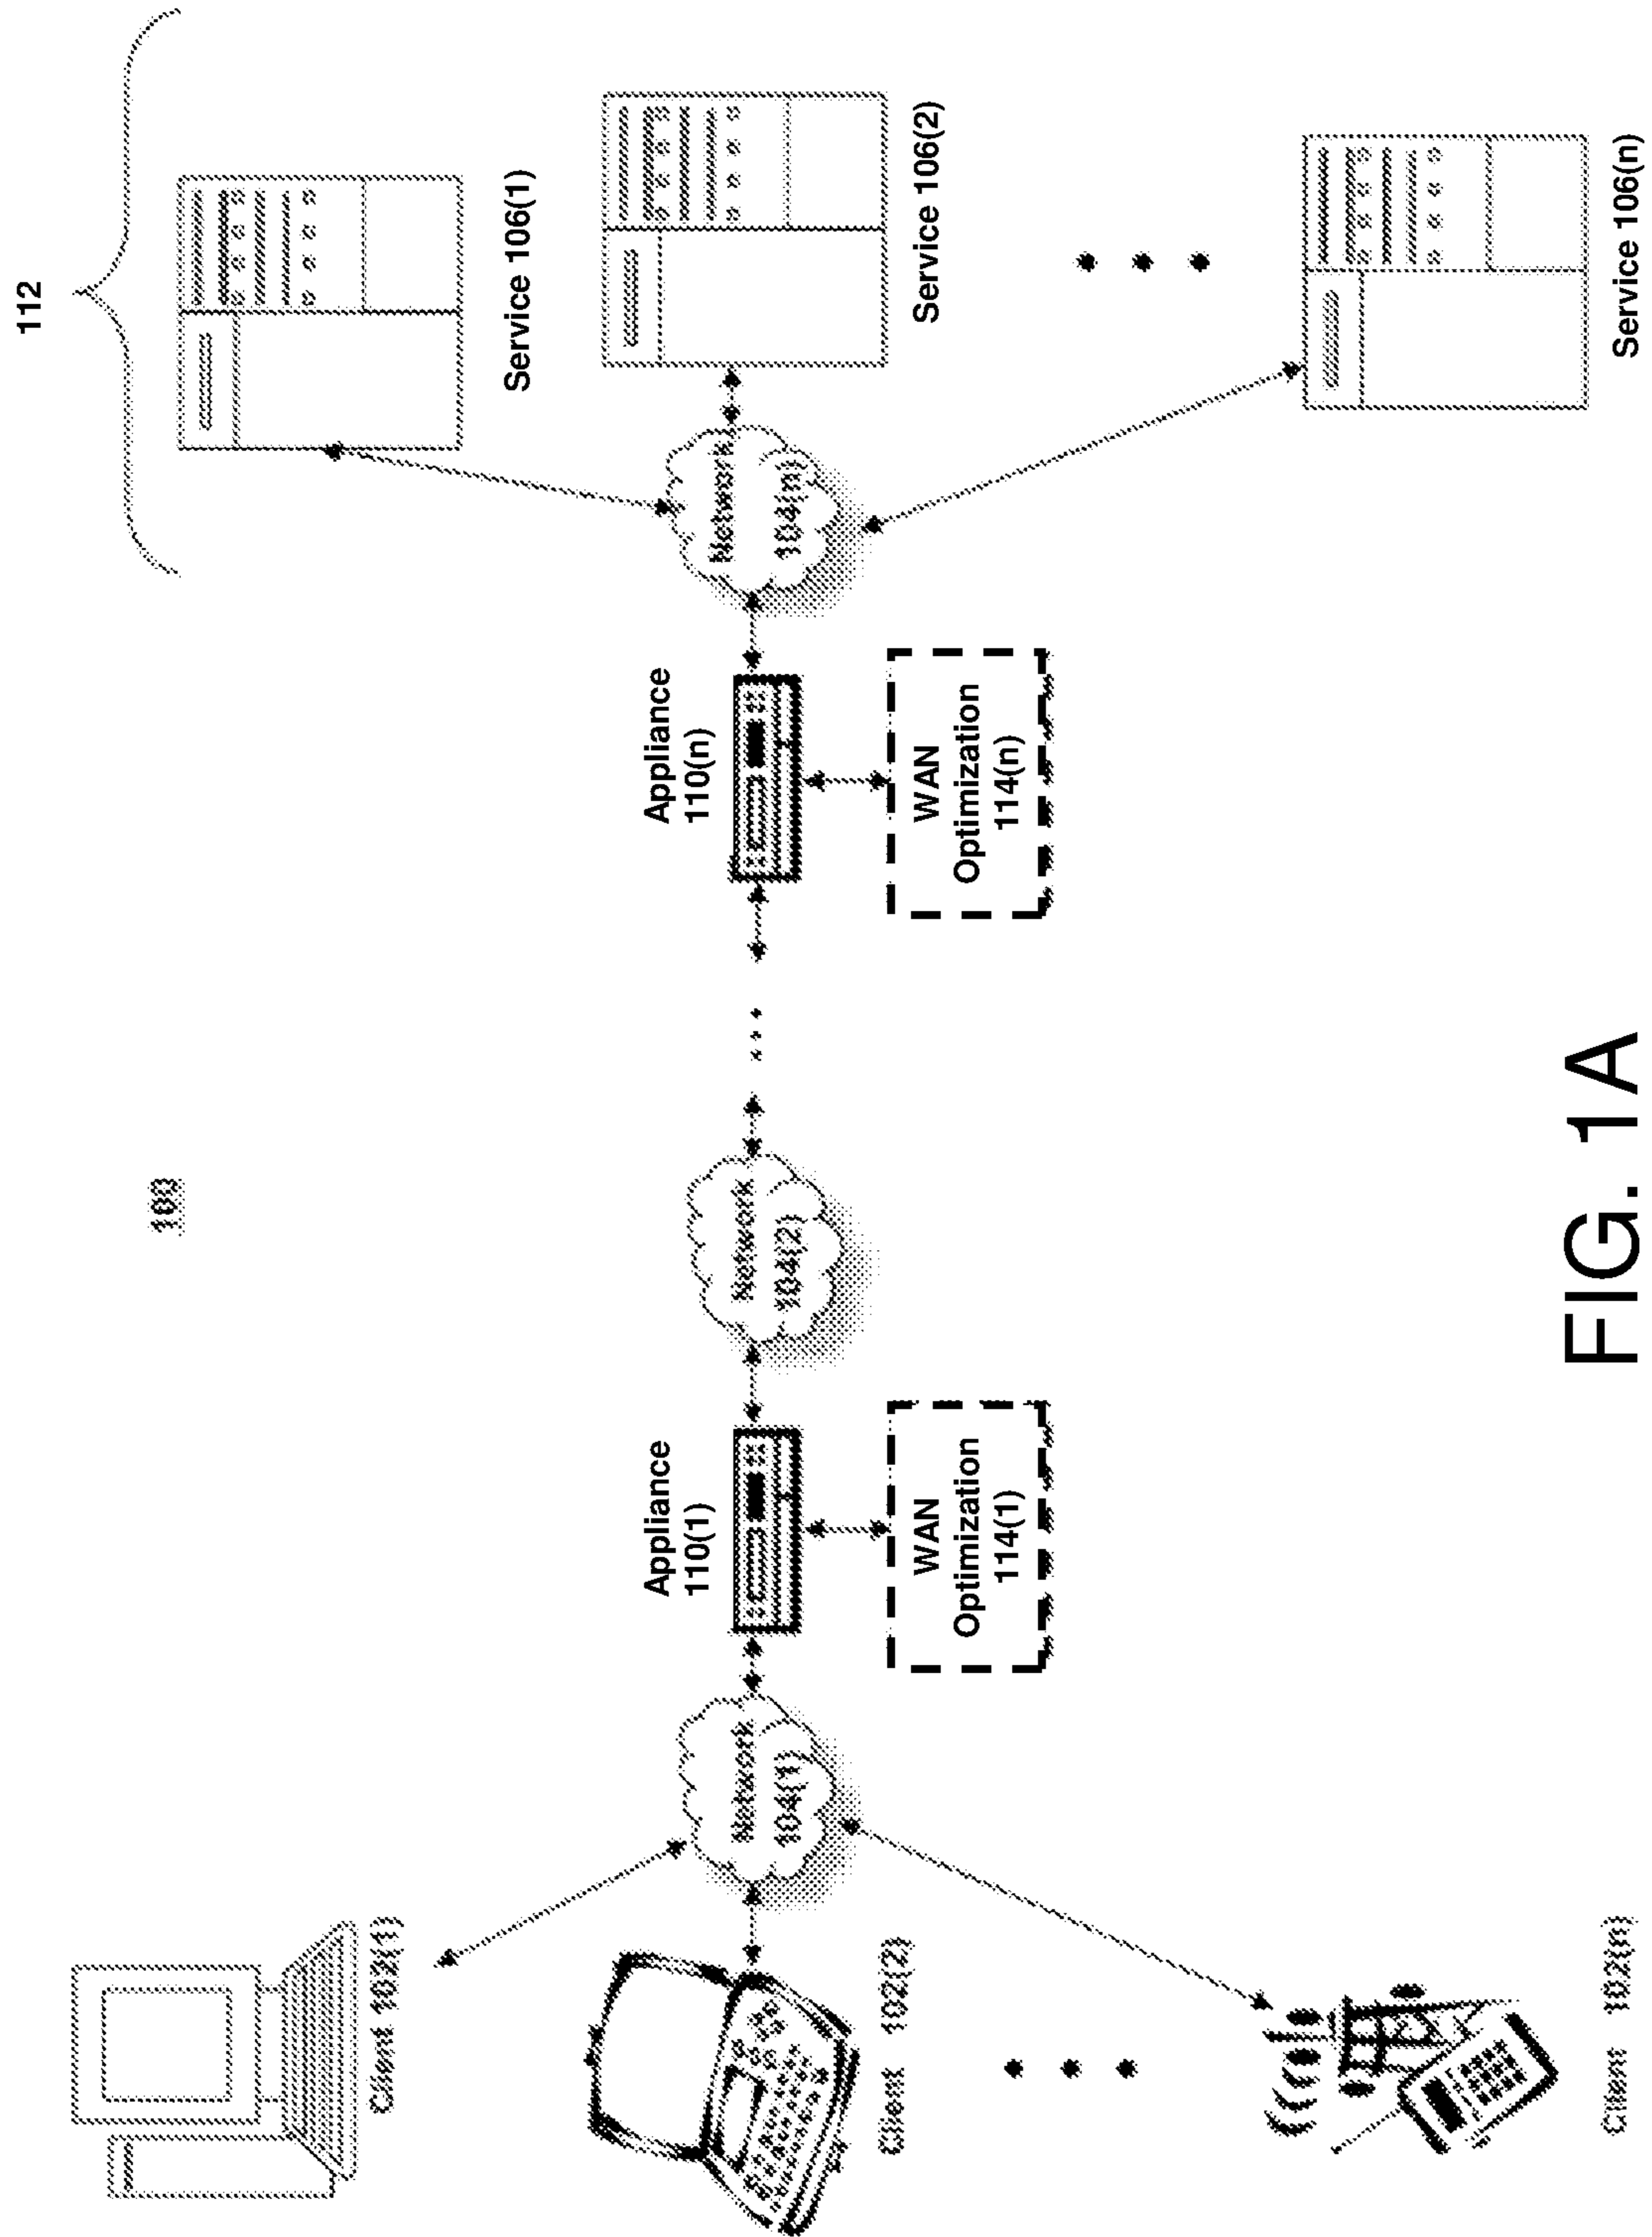 112
100
Service 106(1)
Service 106(2)
Service 106(n)
Network
104(n)
Appliance
110(n)
WAN
Optimization
114(n)
Network
104(2)
Appliance
110(1)
WAN
Optimization
114(1)
Network
104(1)
Client 102(1)
Client 102(2)
Client 102(n)
FIG. 1A